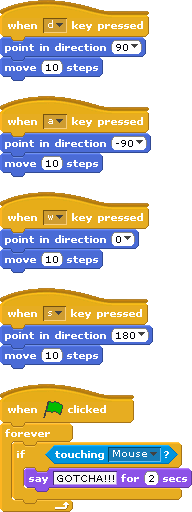 when d key pressed
point in direction 90
move 10 steps
when a key pressed
point in direction -90
move 10 steps
when w key pressed
point in direction 0
move 10 steps
when s key pressed
point in direction 180
move 10 steps
when clicked
forever
if touching Mouse ?
say GOTCHA!!! for 2 secs